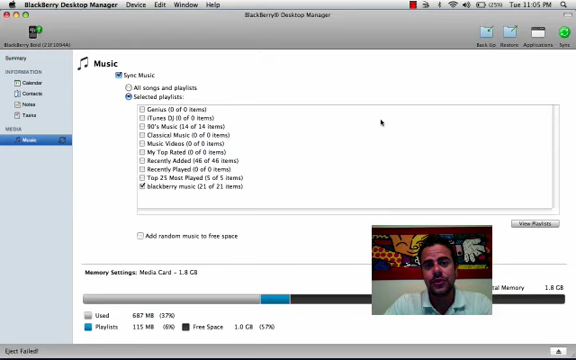 BlackBerry Desktop Manager Device Edit Window Help (25%) Tue 11:05 PM
BlackBerry® Desktop Manager
BlackBerry Bold (21f1094A)
Back Up Restore Applications Sync
Summary
INFORMATION
Calendar
Contacts
Notes
Tasks
MEDIA
Music
Music
Sync Music
All songs and playlists
Selected playlists:
Genius (0 of 0 items)
iTunes DJ (0 of 0 items)
90's Music (14 of 14 items)
Classical Music (0 of 0 items)
Music Videos (0 of 0 items)
My Top Rated (0 of 0 items)
Recently Added (46 of 46 items)
Recently Played (0 of 0 items)
Top 25 Most Played (5 of 5 items)
blackberry music (21 of 21 items)
View Playlists
Add random music to free space
Memory Settings: Media Card - 1.8 GB
tal Memory 1.8 GB
Used 687 MB (37%)
Playlists 115 MB (6%) Free Space 1.0 GB (57%)
Eject Failed!